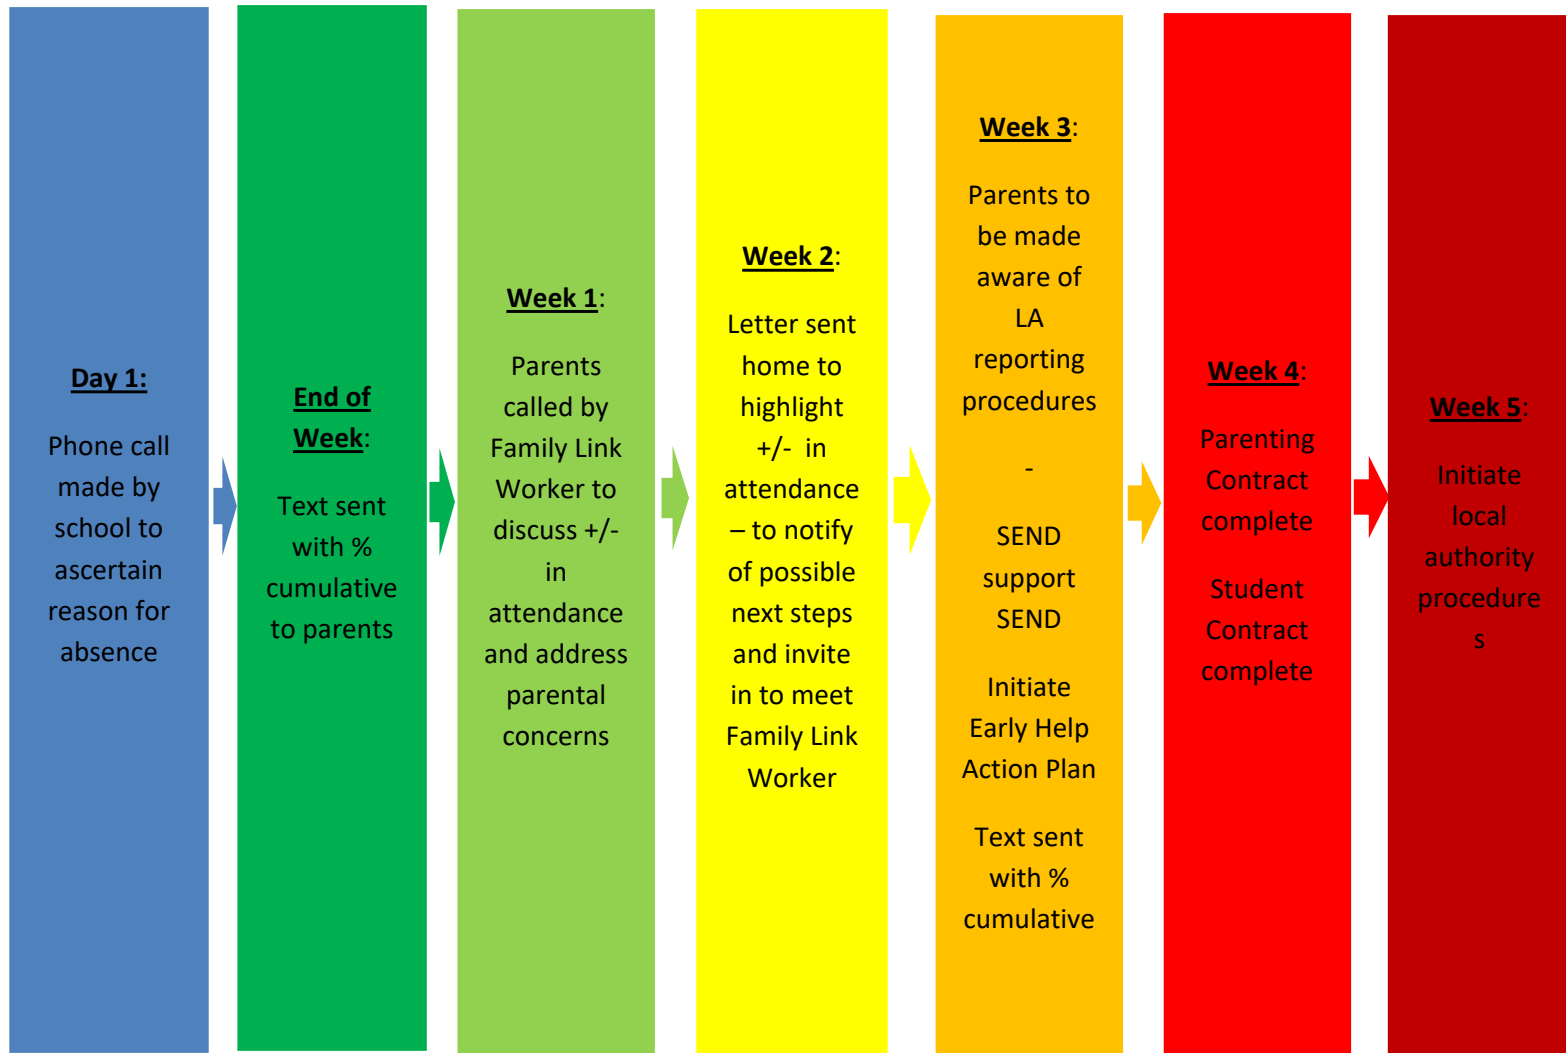 Day 1:
Phone call
made by
school to
ascertain
reason for
absence
End of
Week:
Text sent
with %
cumulative
to parents
Week 1:
Parents
called by
Family Link
Worker to
discuss +/-
in
attendance
and address
parental
concerns
Week 2:
Letter sent
home to
highlight
+/-  in
attendance
– to notify
of possible
next steps
and invite
in to meet
Family Link
Worker
Week 3:
Parents to
be made
aware of
LA
reporting
procedures
-
SEND
support
SEND
Initiate
Early Help
Action Plan
Text sent
with %
cumulative
Week 4:
Parenting
Contract
complete
Student
Contract
complete
Week 5:
Initiate
local
authority
procedure
s